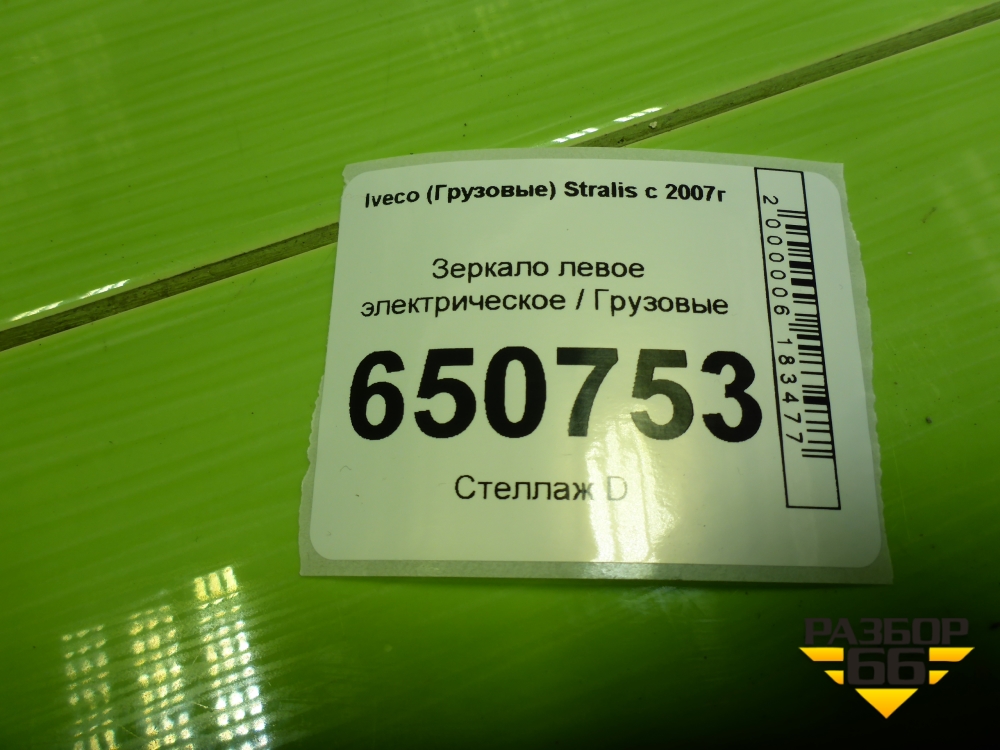 Iveco (Грузовые) Stralis с 2007г
Зеркало левое
электрическое / Грузовые
650753
Стеллаж D
2000006183477
РАЗБОР
66